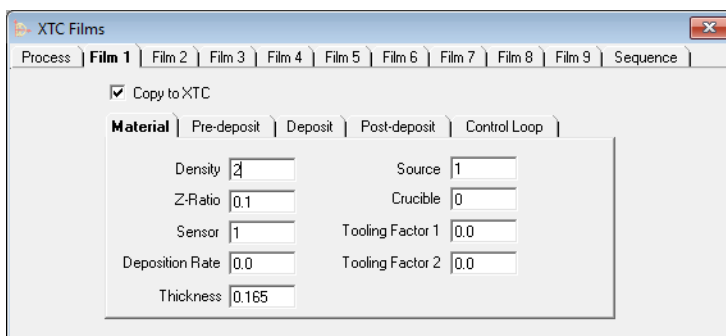 XTC Films
Process Film 1 Film 2 Film 3 Film 4 Film 5 Film 6 Film 7 Film 8 Film 9 Sequence
Copy to XTC
Material Pre-deposit Deposit Post-deposit Control Loop
Density 2 Source 1
Z-Ratio 0.1 Crucible 0
Sensor 1 Tooling Factor 1 0.0
Deposition Rate 0.0 Tooling Factor 2 0.0
Thickness 0.165